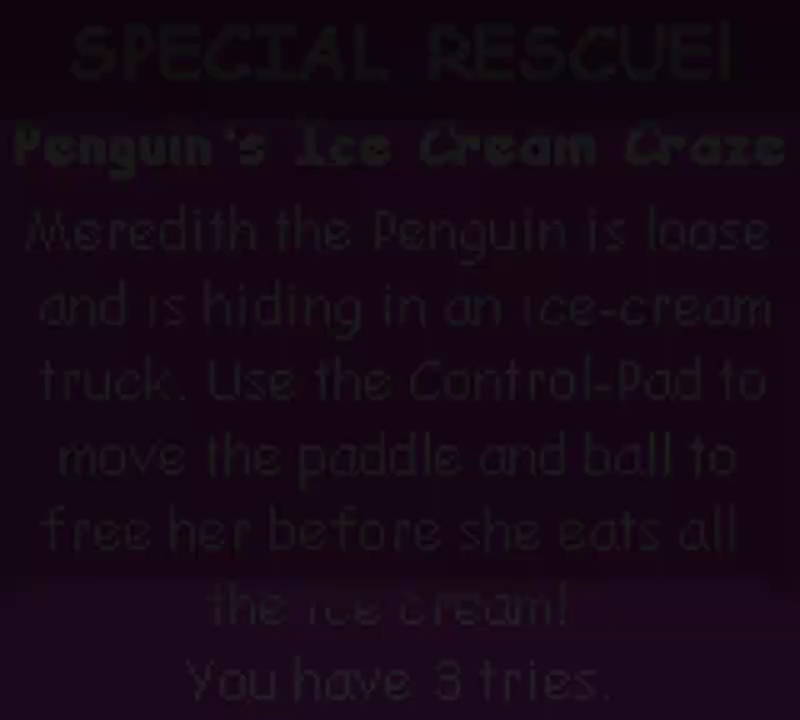 SPECIAL RESCUE!
Penguin's Ice Cream Craze
Meredith the Penguin is loose
and is hiding in an ice-cream
truck. Use the Control-Pad to
move the paddle and ball to
free her before she eats all
the ice cream!
You have 3 tries.